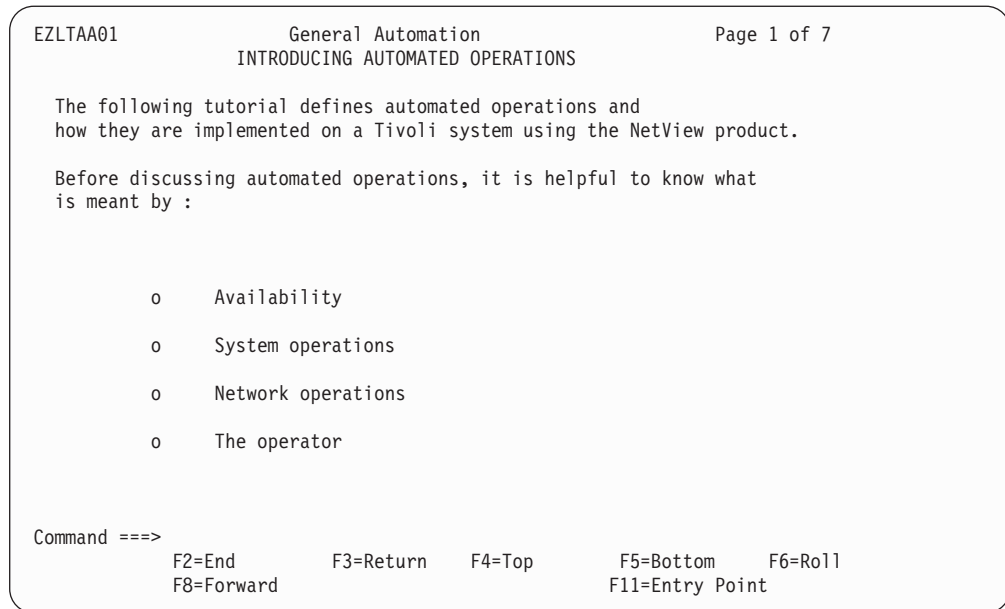 EZLTAA01 General Automation Page 1 of 7
INTRODUCING AUTOMATED OPERATIONS
The following tutorial defines automated operations and
how they are implemented on a Tivoli system using the NetView product.
Before discussing automated operations, it is helpful to know what
is meant by :
o Availability
o System operations
o Network operations
o The operator
Command ===>
F2=End F3=Return F4=Top F5=Bottom F6=Roll
F8=Forward F11=Entry Point